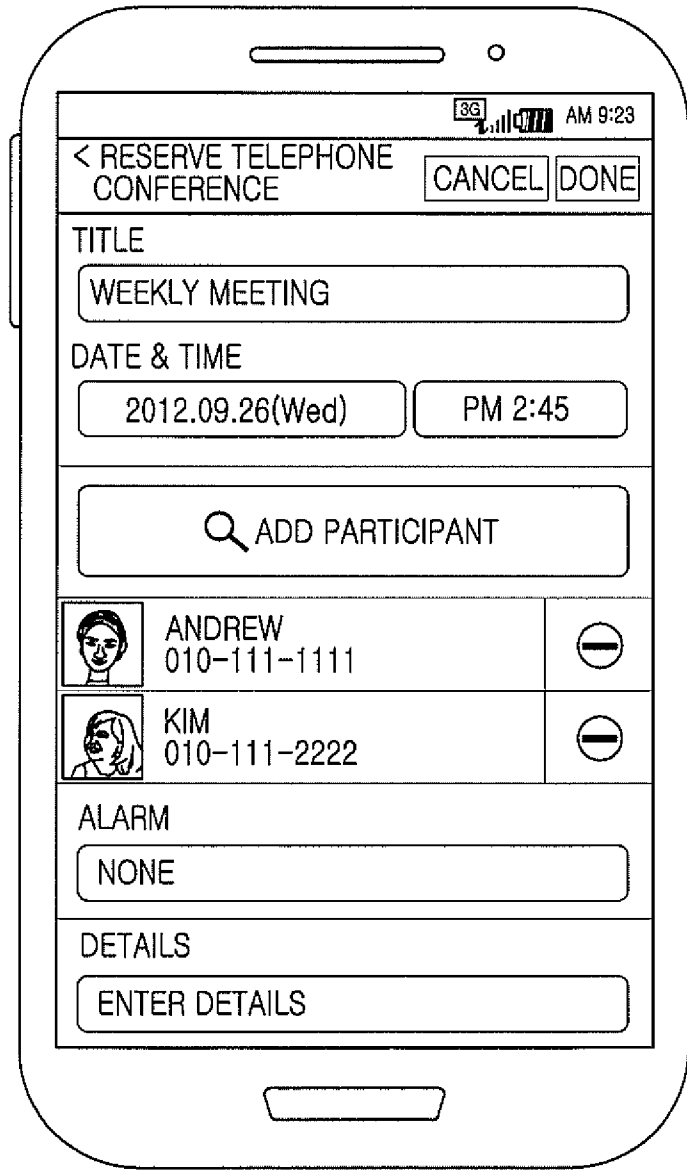 3G AM 9:23
< RESERVE TELEPHONE
CONFERENCE
CANCEL DONE
TITLE
WEEKLY MEETING
DATE & TIME
2012.09.26(Wed) PM 2:45
ADD PARTICIPANT
ANDREW
010-111-1111
KIM
010-111-2222
ALARM
NONE
DETAILS
ENTER DETAILS